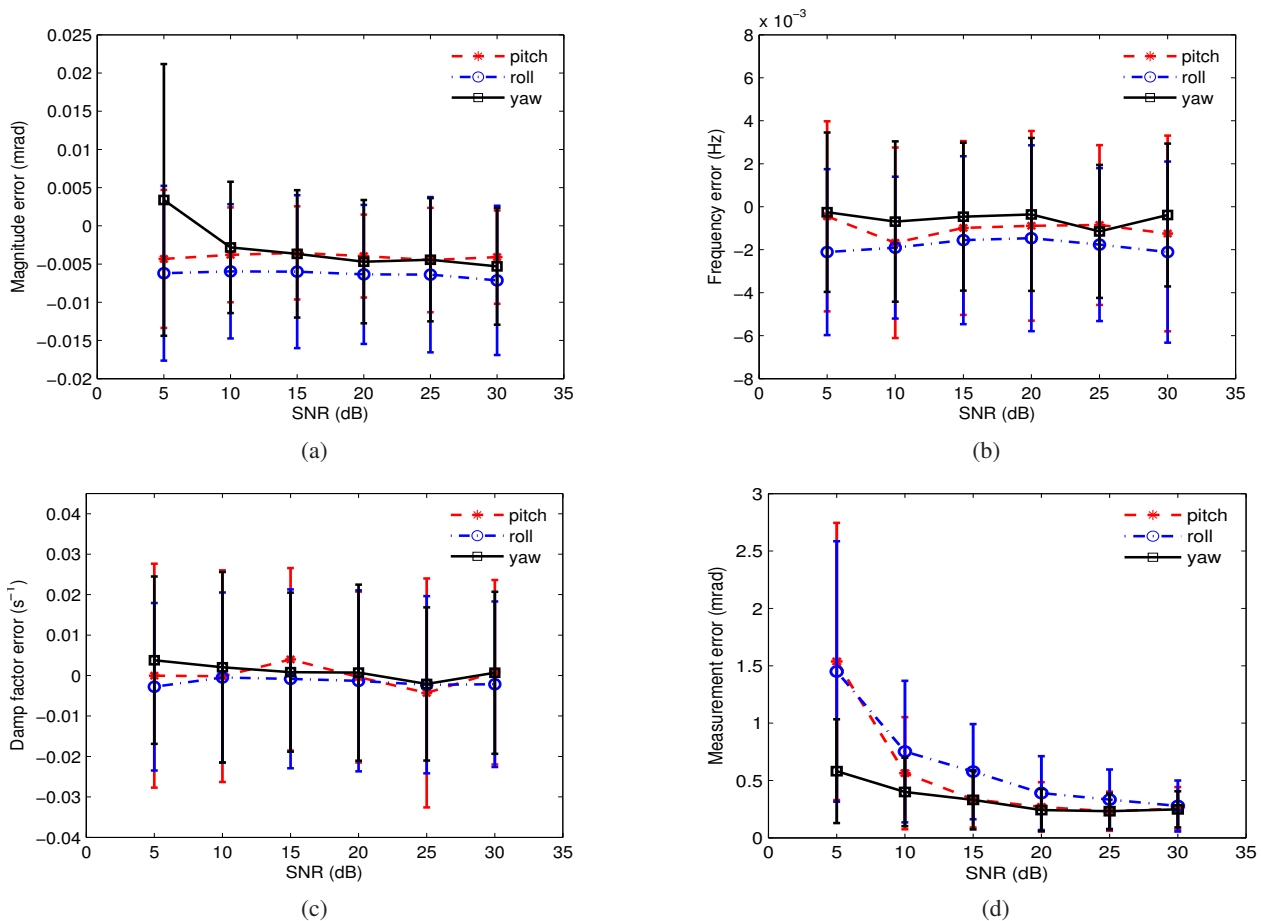 0.025
0.02
0.015
0.01
0.005
0
−0.005
−0.01
−0.015
−0.02
Magnitude error (mrad)
pitch
roll
yaw
0 5 10 15 20 25 30 35
SNR (dB)
(a)
x 10⁻³
8
6
4
2
0
−2
−4
−6
−8
Frequency error (Hz)
pitch
roll
yaw
0 5 10 15 20 25 30 35
SNR (dB)
(b)
0.04
0.03
0.02
0.01
0
−0.01
−0.02
−0.03
−0.04
Damp factor error (s⁻¹)
pitch
roll
yaw
0 5 10 15 20 25 30 35
SNR (dB)
(c)
3
2.5
2
1.5
1
0.5
0
Measurement error (mrad)
pitch
roll
yaw
0 5 10 15 20 25 30 35
SNR (dB)
(d)